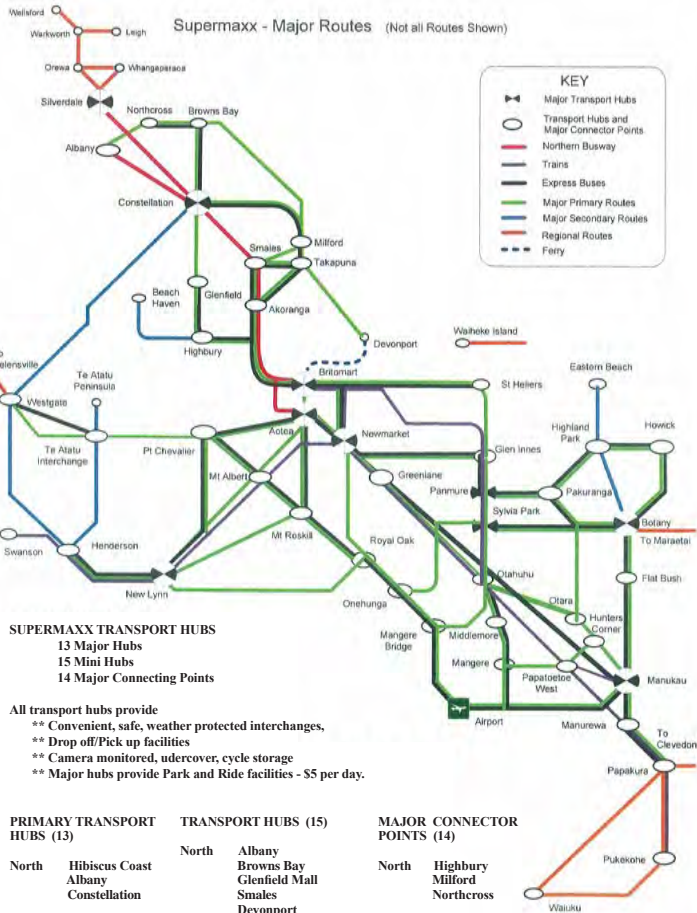 Supermaxx - Major Routes (Not all Routes Shown)
Wellsford
Warkworth
Leigh
Orewa
Whangaparaoa
Silverdale
Northcross
Browns Bay
Albany
Constellation
KEY
Major Transport Hubs
Transport Hubs and
Major Connector Points
Northern Busway
Trains
Express Buses
Major Primary Routes
Major Secondary Routes
Regional Routes
Ferry
Milford
Smales
Takapuna
Beach
Haven
Glenfield
Akoranga
Highbury
Devonport
Waiheke Island
elensville
Te Atatu
Peninsula
Westgate
Britomart
St Heliers
Eastern Beach
Te Atatu
Interchange
Pt Chevalier
Aotea
Newmarket
Glen Innes
Highland
Park
Howick
Mt Albert
Greenlane
Panmure
Pakuranga
Sylvia Park
Botany
To Maraetai
Swanson
Henderson
Mt Roskill
Royal Oak
New Lynn
Onehunga
Otahuhu
Otara
Flat Bush
Hunters
Corner
Mangere
Bridge
Middlemore
Mangere
Papatoetoe
West
Manukau
Airport
Manurewa
To
Clevedon
Papakura
Pukekohe
Waiuku
SUPERMAXX TRANSPORT HUBS
13 Major Hubs
15 Mini Hubs
14 Major Connecting Points
All transport hubs provide
** Convenient, safe, weather protected interchanges,
** Drop off/Pick up facilities
** Camera monitored, udercover, cycle storage
** Major hubs provide Park and Ride facilities - $5 per day.
PRIMARY TRANSPORT
HUBS (13)
North Hibiscus Coast
Albany
Constellation
TRANSPORT HUBS (15)
North Albany
Browns Bay
Glenfield Mall
Smales
Devonport
MAJOR CONNECTOR
POINTS (14)
North Highbury
Milford
Northcross